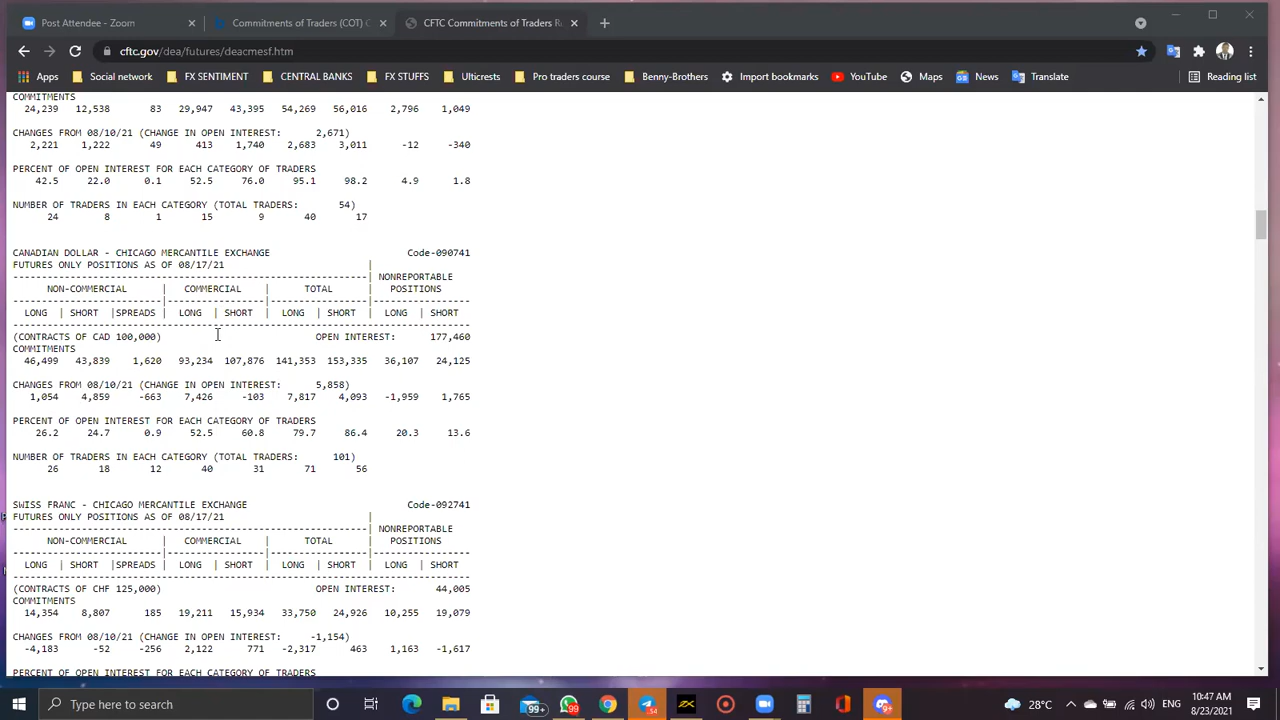 Post Attendee - Zoom
Commitments of Traders (COT) C
CFTC Commitments of Traders R
cftc.gov/dea/futures/deacmesf.htm
Apps Social network FX SENTIMENT CENTRAL BANKS FX STUFFS Ulticrests Pro traders course Benny-Brothers Import bookmarks YouTube Maps News Translate Reading list
COMMITMENTS
24,239 12,538 83 29,947 43,395 54,269 56,016 2,796 1,049
CHANGES FROM 08/10/21 (CHANGE IN OPEN INTEREST: 2,671)
2,221 1,222 49 413 1,740 2,683 3,011 -12 -340
PERCENT OF OPEN INTEREST FOR EACH CATEGORY OF TRADERS
42.5 22.0 0.1 52.5 76.0 95.1 98.2 4.9 1.8
NUMBER OF TRADERS IN EACH CATEGORY (TOTAL TRADERS: 54)
24 8 1 15 9 40 17
CANADIAN DOLLAR - CHICAGO MERCANTILE EXCHANGE Code-090741
FUTURES ONLY POSITIONS AS OF 08/17/21 |
--------------------------------------------------------------| NONREPORTABLE
NON-COMMERCIAL | COMMERCIAL | TOTAL | POSITIONS
--------------------------|------------------|------------------|------------------
LONG | SHORT |SPREADS | LONG | SHORT | LONG | SHORT | LONG | SHORT
--------------------------------------------------------------------------------
(CONTRACTS OF CAD 100,000) OPEN INTEREST: 177,460
COMMITMENTS
46,499 43,839 1,620 93,234 107,876 141,353 153,335 36,107 24,125
CHANGES FROM 08/10/21 (CHANGE IN OPEN INTEREST: 5,858)
1,054 4,859 -663 7,426 -103 7,817 4,093 -1,959 1,765
PERCENT OF OPEN INTEREST FOR EACH CATEGORY OF TRADERS
26.2 24.7 0.9 52.5 60.8 79.7 86.4 20.3 13.6
NUMBER OF TRADERS IN EACH CATEGORY (TOTAL TRADERS: 101)
26 18 12 40 31 71 56
SWISS FRANC - CHICAGO MERCANTILE EXCHANGE Code-092741
FUTURES ONLY POSITIONS AS OF 08/17/21 |
--------------------------------------------------------------| NONREPORTABLE
NON-COMMERCIAL | COMMERCIAL | TOTAL | POSITIONS
--------------------------|------------------|------------------|------------------
LONG | SHORT |SPREADS | LONG | SHORT | LONG | SHORT | LONG | SHORT
--------------------------------------------------------------------------------
(CONTRACTS OF CHF 125,000) OPEN INTEREST: 44,005
COMMITMENTS
14,354 8,807 185 19,211 15,934 33,750 24,926 10,255 19,079
CHANGES FROM 08/10/21 (CHANGE IN OPEN INTEREST: -1,154)
-4,183 -52 -256 2,122 771 -2,317 463 1,163 -1,617
PERCENT OF OPEN INTEREST FOR EACH CATEGORY OF TRADERS
Type here to search
99+
99
54
28°C
ENG
10:47 AM
8/23/2021